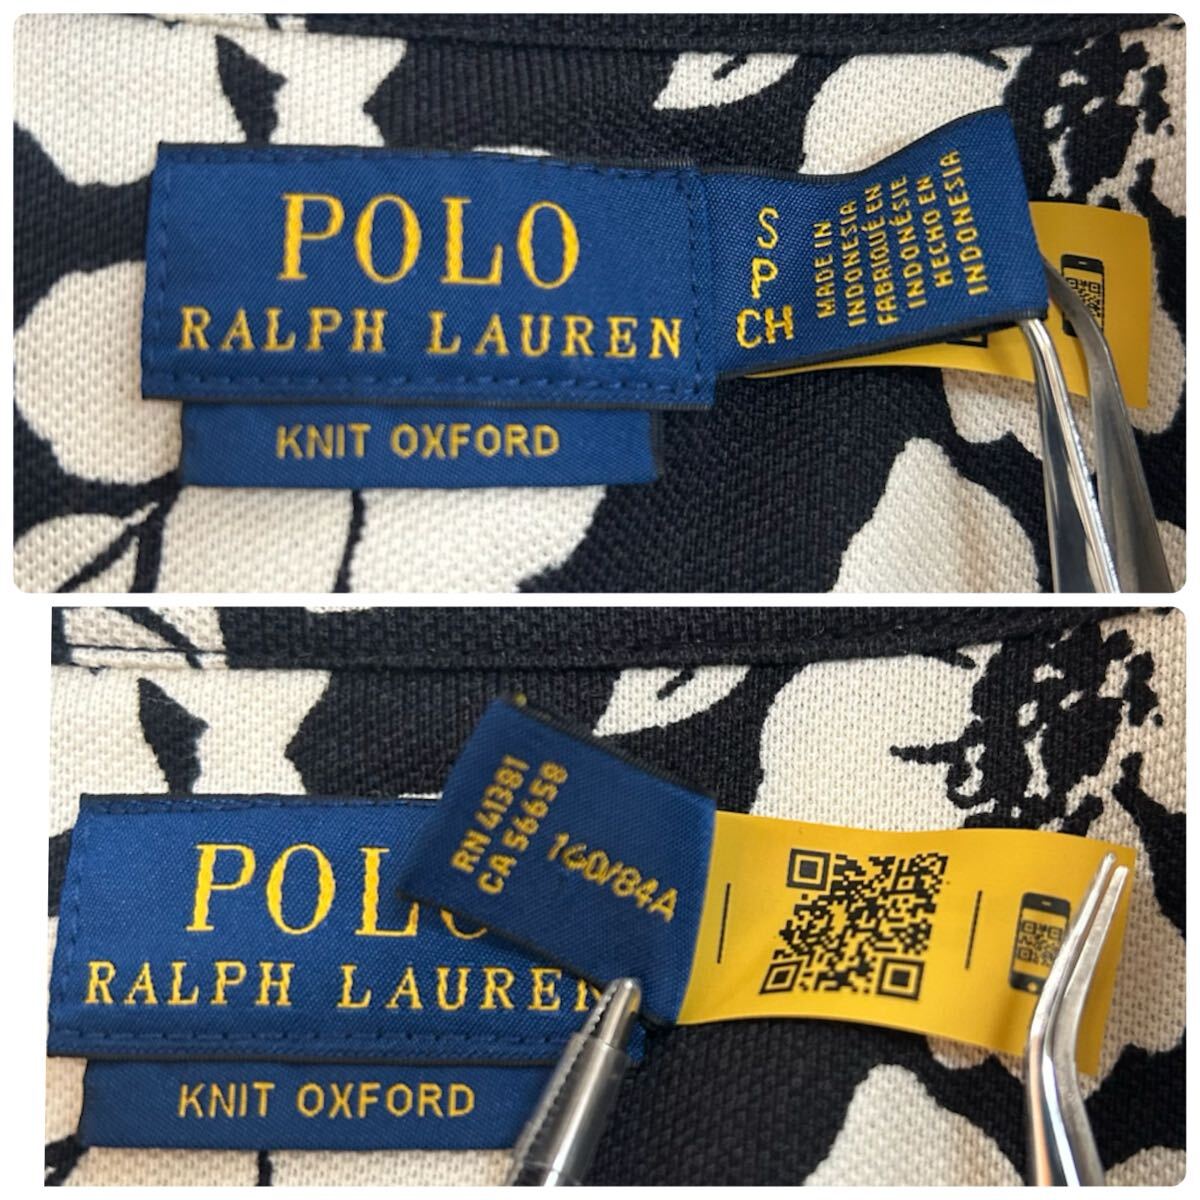 POLO
RALPH LAUREN
KNIT OXFORD
S
P
CH
MADE IN
INDONESIA
FABRIQUÉ EN
INDONÉSIE
HECHO EN
INDONESIA
POLO
RALPH LAUREN
KNIT OXFORD
RN 41381
CA 56658
160/84A